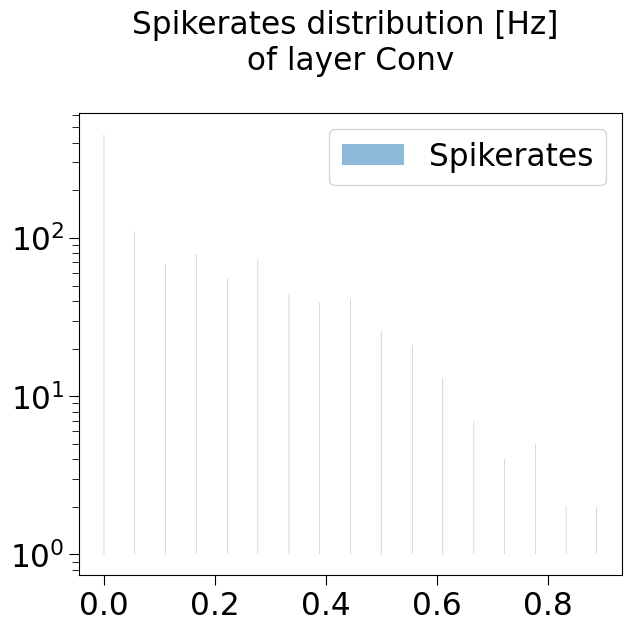 Spikerates distribution [Hz]
of layer Conv
Spikerates
10²
10¹
10⁰
0.0 0.2 0.4 0.6 0.8